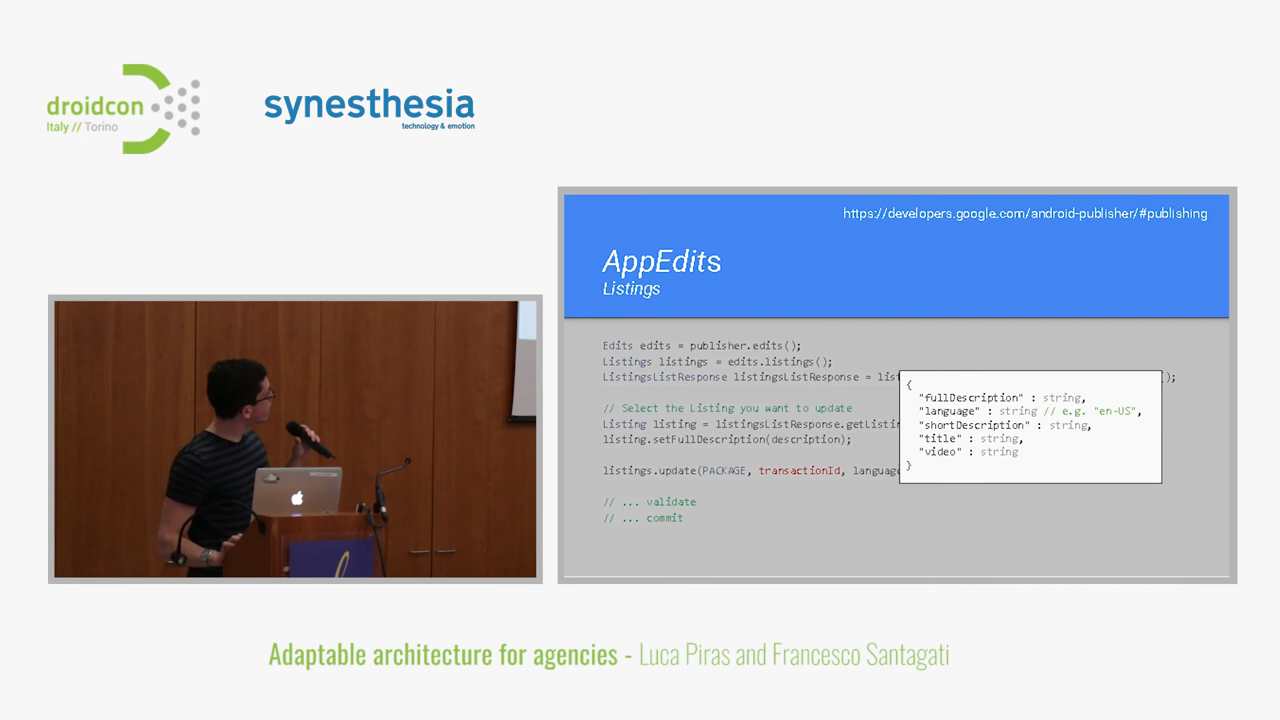 droidcon
Italy // Torino
synesthesia
technology & emotion
https://developers.google.com/android-publisher/#publishing
AppEdits
Listings
Edits edits = publisher.edits();
Listings listings = edits.listings();
ListingsListResponse listingsListResponse = lis );
// Select the Listing you want to update
Listing listing = listingsListResponse.getListin
listing.setFullDescription(description);
listings.update(PACKAGE, transactionId, languag
// ... validate
// ... commit
{
"fullDescription" : string,
"language" : string // e.g. "en-US",
"shortDescription" : string,
"title" : string,
"video" : string
}
Adaptable architecture for agencies - Luca Piras and Francesco Santagati